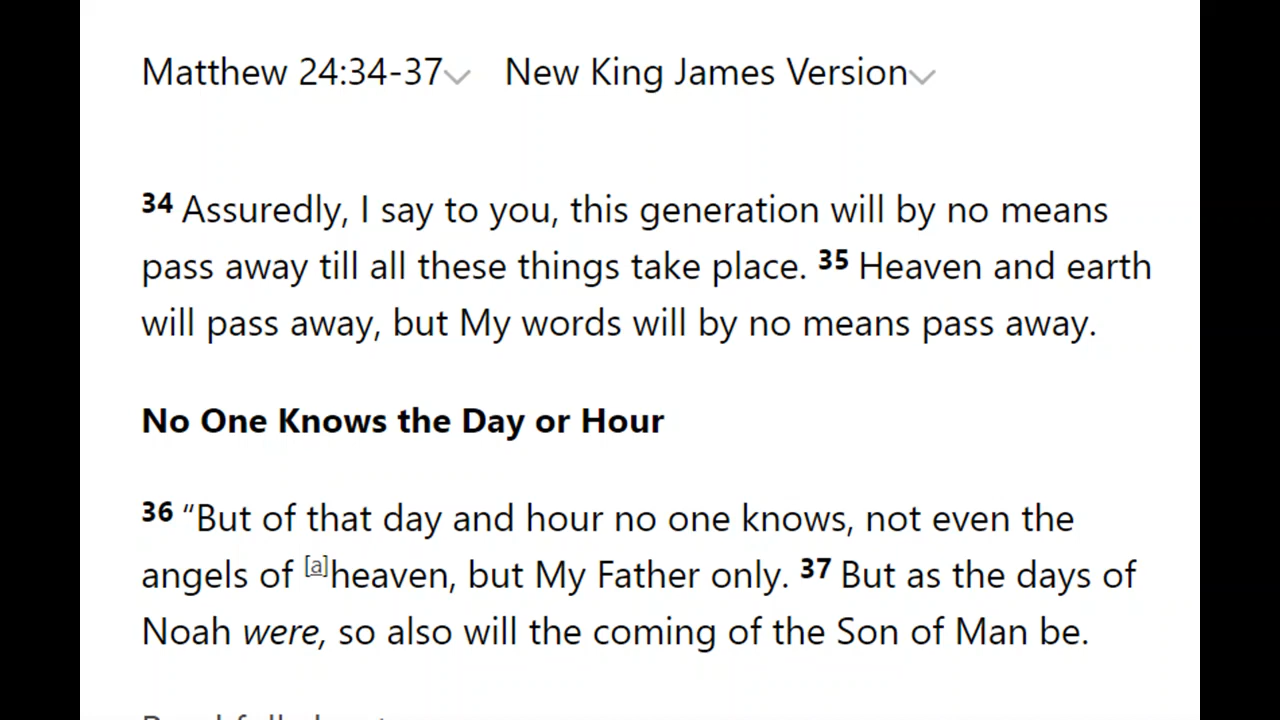 Matthew 24:34-37 New King James Version
34 Assuredly, I say to you, this generation will by no means
pass away till all these things take place. 35 Heaven and earth
will pass away, but My words will by no means pass away.
No One Knows the Day or Hour
36 “But of that day and hour no one knows, not even the
angels of [a]heaven, but My Father only. 37 But as the days of
Noah were, so also will the coming of the Son of Man be.